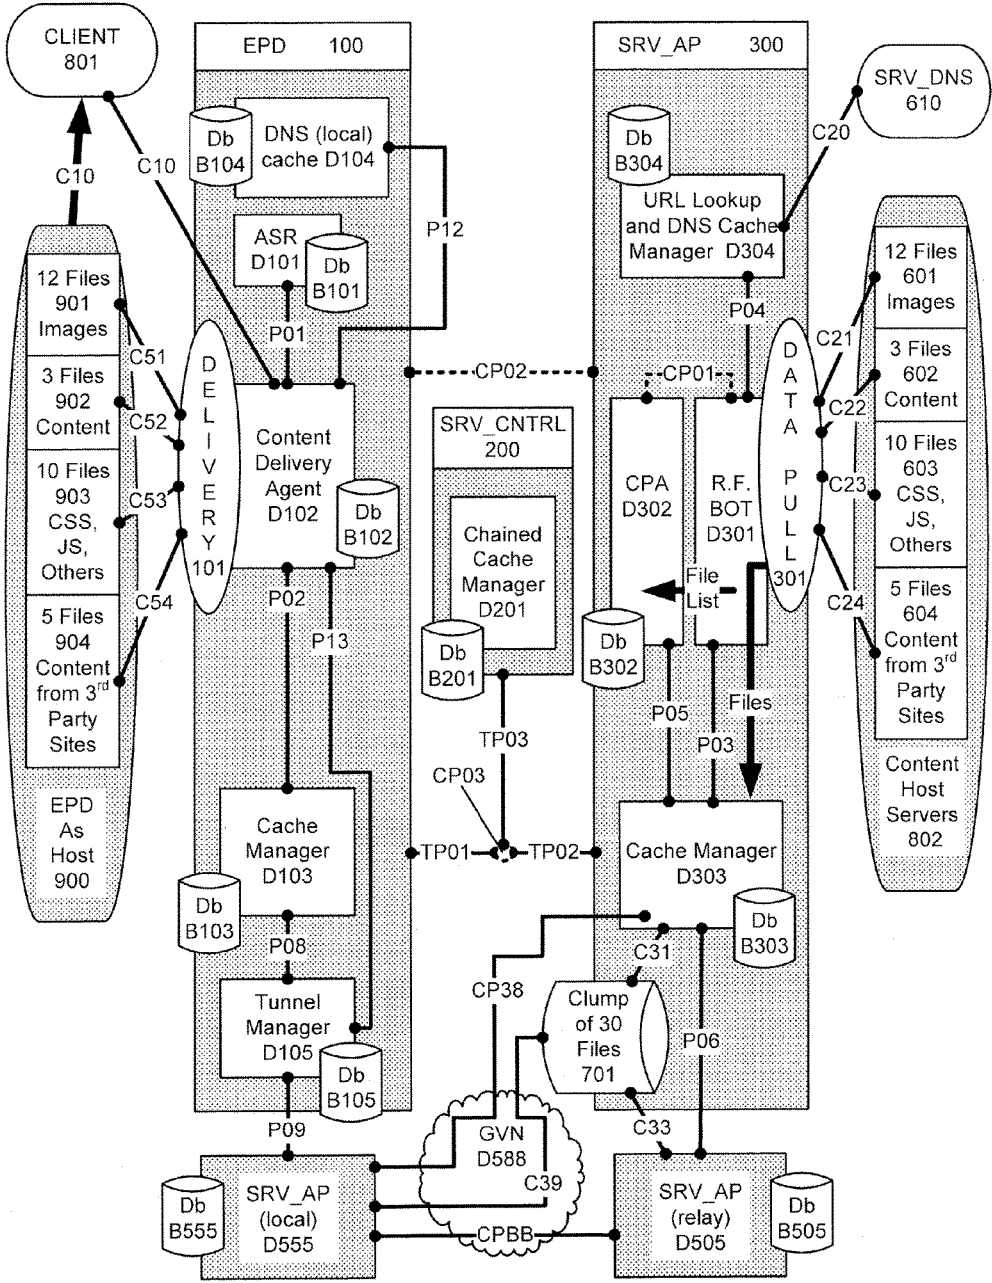 CLIENT
801
EPD 100
SRV_AP 300
SRV_DNS
610
C10
C10
Db
B104
DNS (local)
cache D104
P12
ASR
D101
Db
B101
P01
Db
B304
URL Lookup
and DNS Cache
Manager D304
C20
P04
12 Files
901
Images
3 Files
902
Content
10 Files
903
CSS,
JS,
Others
5 Files
904
Content
from 3rd
Party
Sites
EPD
As
Host
900
C51
C52
C53
C54
D
E
L
I
V
E
R
Y
101
Content
Delivery
Agent
D102
Db
B102
P02
P13
CP02
SRV_CNTRL
200
Chained
Cache
Manager
D201
Db
B201
TP03
CP03
TP01
TP02
CP01
CPA
D302
R.F.
BOT
D301
File
List
Db
B302
D
A
T
A
P
U
L
L
301
C21
C22
C23
C24
12 Files
601
Images
3 Files
602
Content
10 Files
603
CSS,
JS,
Others
5 Files
604
Content
from 3rd
Party
Sites
Content
Host
Servers
802
P05
P03
Files
Cache
Manager
D103
Db
B103
P08
Tunnel
Manager
D105
Db
B105
P09
Cache Manager
D303
Db
B303
C31
CP38
Clump
of 30
Files
701
P06
C33
GVN
D588
C39
CPBB
Db
B555
SRV_AP
(local)
D555
SRV_AP
(relay)
D505
Db
B505